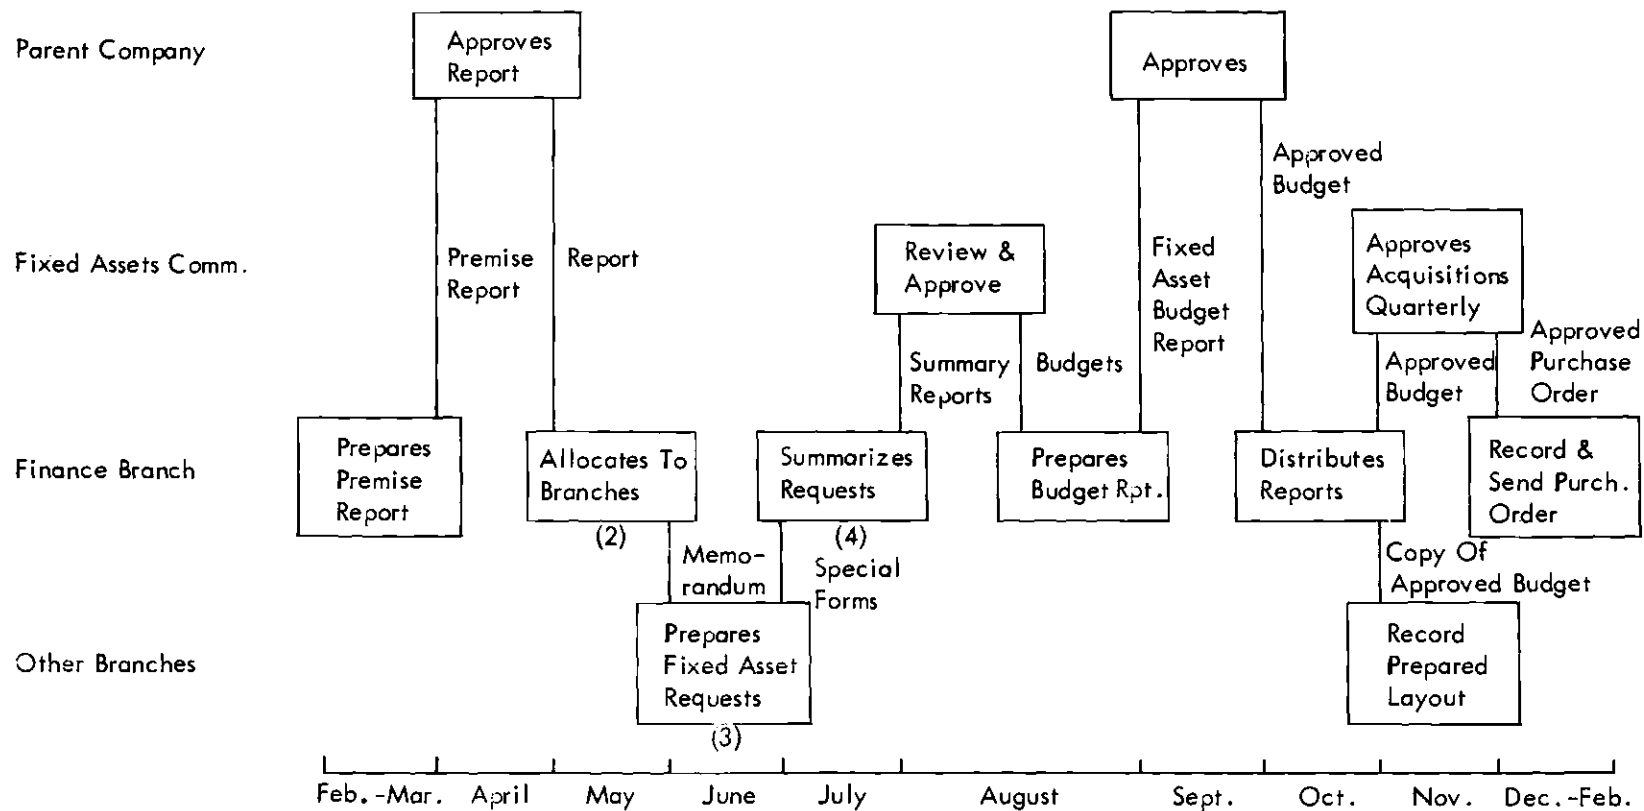 Parent Company
Approves
Report
Approves
Approved
Budget
Fixed Assets Comm.
Premise
Report
Report
Review &
Approve
Fixed
Asset
Budget
Report
Approves
Acquisitions
Quarterly
Summary
Reports
Budgets
Approved
Budget
Approved
Purchase
Order
Finance Branch
Prepares
Premise
Report
Allocates To
Branches
(2)
Summarizes
Requests
(4)
Prepares
Budget Rpt.
Distributes
Reports
Record &
Send Purch.
Order
Memo-
randum
Special
Forms
Copy Of
Approved Budget
Other Branches
Prepares
Fixed Asset
Requests
(3)
Record
Prepared
Layout
Feb.-Mar. April May June July August Sept. Oct. Nov. Dec.-Feb.